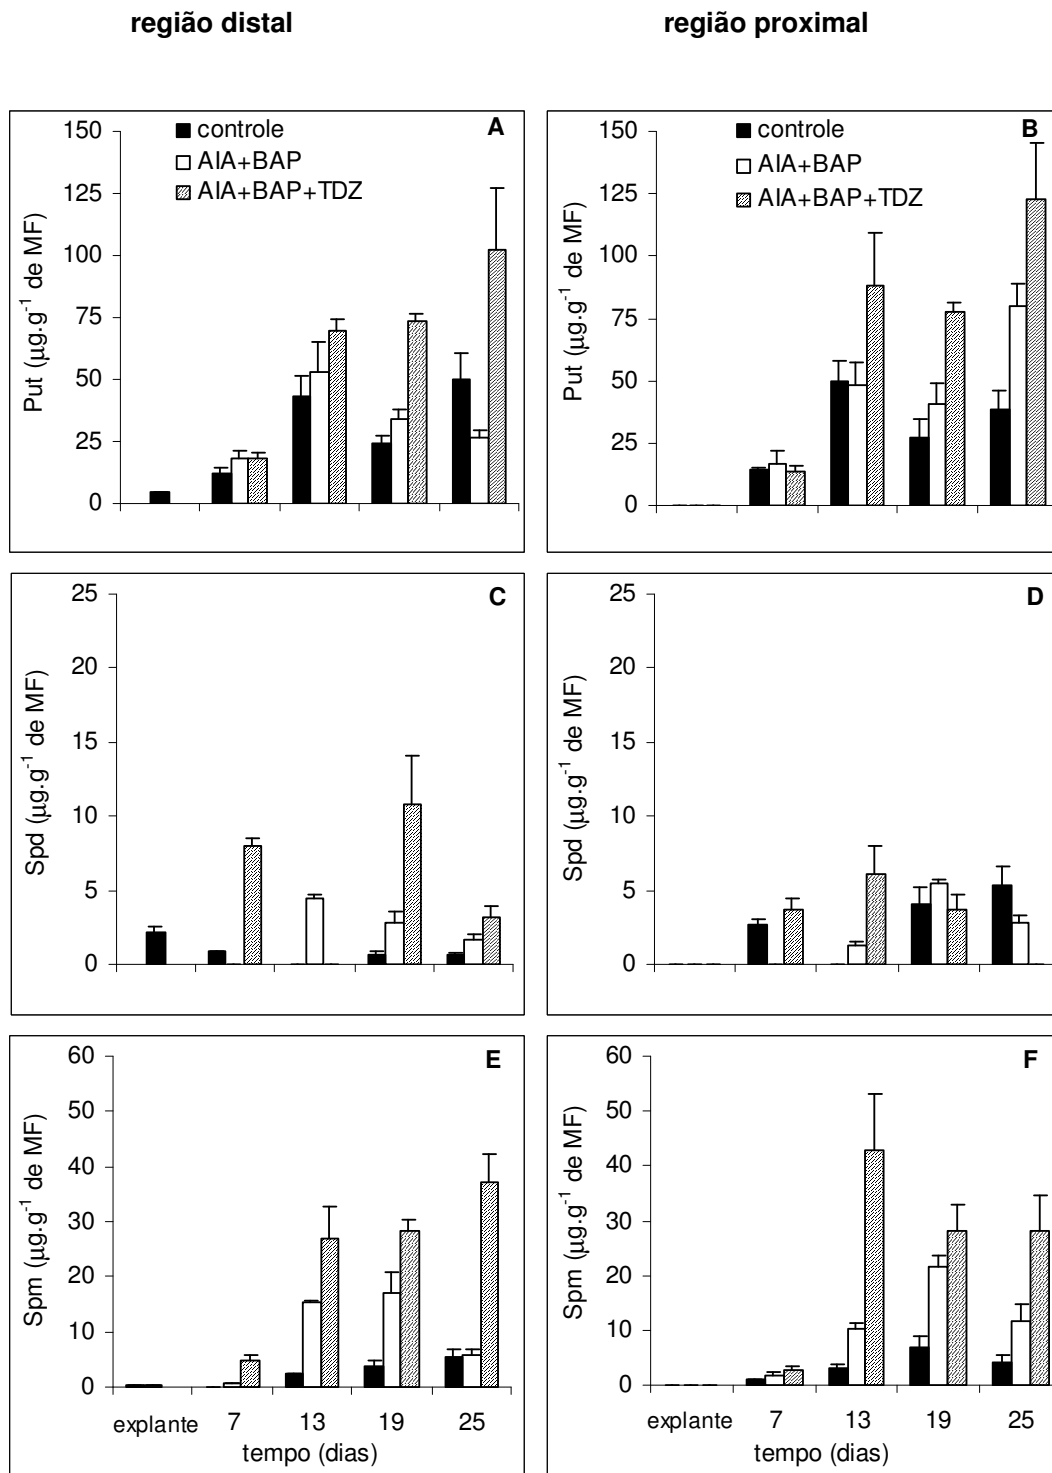 região distal
região proximal
A
controle
AIA+BAP
AIA+BAP+TDZ
150
125
100
75
50
25
0
Put (µg.g⁻¹ de MF)
B
controle
AIA+BAP
AIA+BAP+TDZ
150
125
100
75
50
25
0
Put (µg.g⁻¹ de MF)
C
25
20
15
10
5
0
Spd (µg.g⁻¹ de MF)
D
25
20
15
10
5
0
Spd (µg.g⁻¹ de MF)
E
60
50
40
30
20
10
0
Spm (µg.g⁻¹ de MF)
explante 7 13 19 25
tempo (dias)
F
60
50
40
30
20
10
0
Spm (µg.g⁻¹ de MF)
explante 7 13 19 25
tempo (dias)